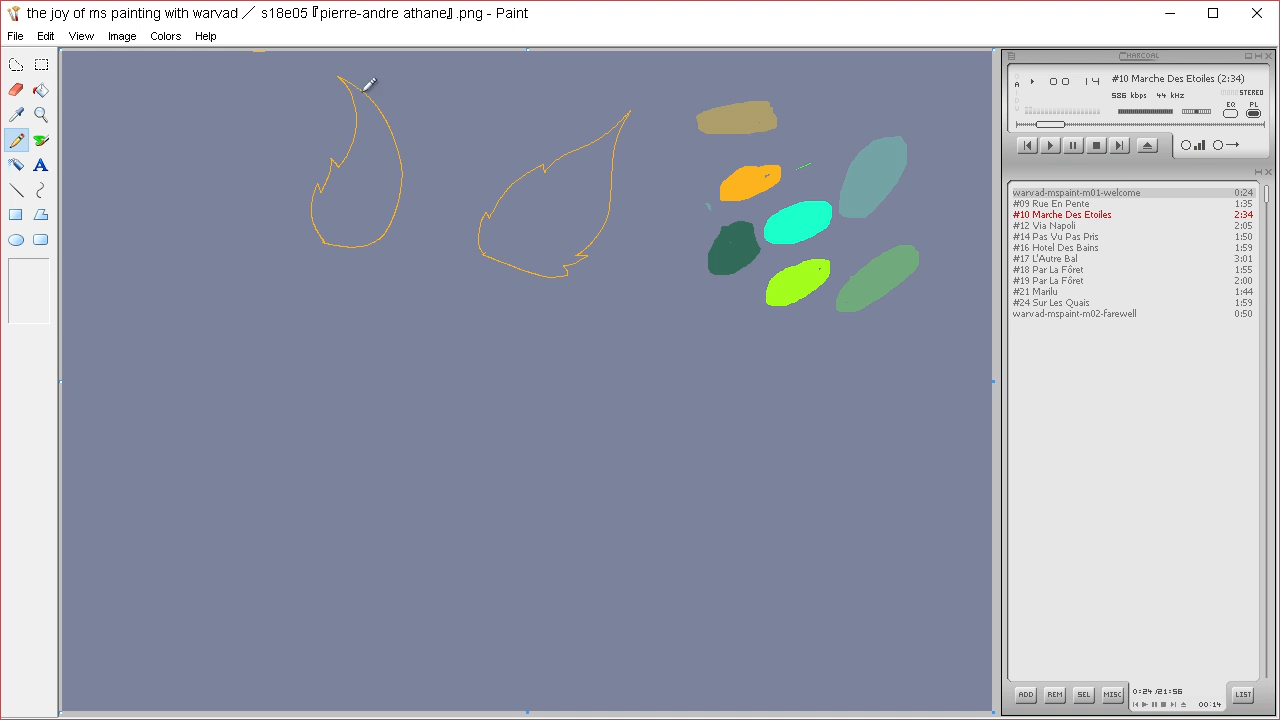 the joy of ms painting with warvad ／ s18e05『pierre-andre athane』.png - Paint
File Edit View Image Colors Help
CHARCOAL
A
00 14
#10 Marche Des Etoiles (2:34)
586 kbps 44 kHz
STEREO
EQ PL
warvad-mspaint-m01-welcome 0:24
#09 Rue En Pente 1:35
#10 Marche Des Etoiles 2:34
#12 Via Napoli 2:05
#14 Pas Vu Pas Pris 1:50
#16 Hotel Des Bains 1:59
#17 L'Autre Bal 3:01
#18 Par La Fôret 1:55
#19 Par La Fôret 2:00
#21 Marilu 1:44
#24 Sur Les Quais 1:59
warvad-mspaint-m02-farewell 0:50
ADD REM SEL MISC 0:24/21:56 LIST
00:14